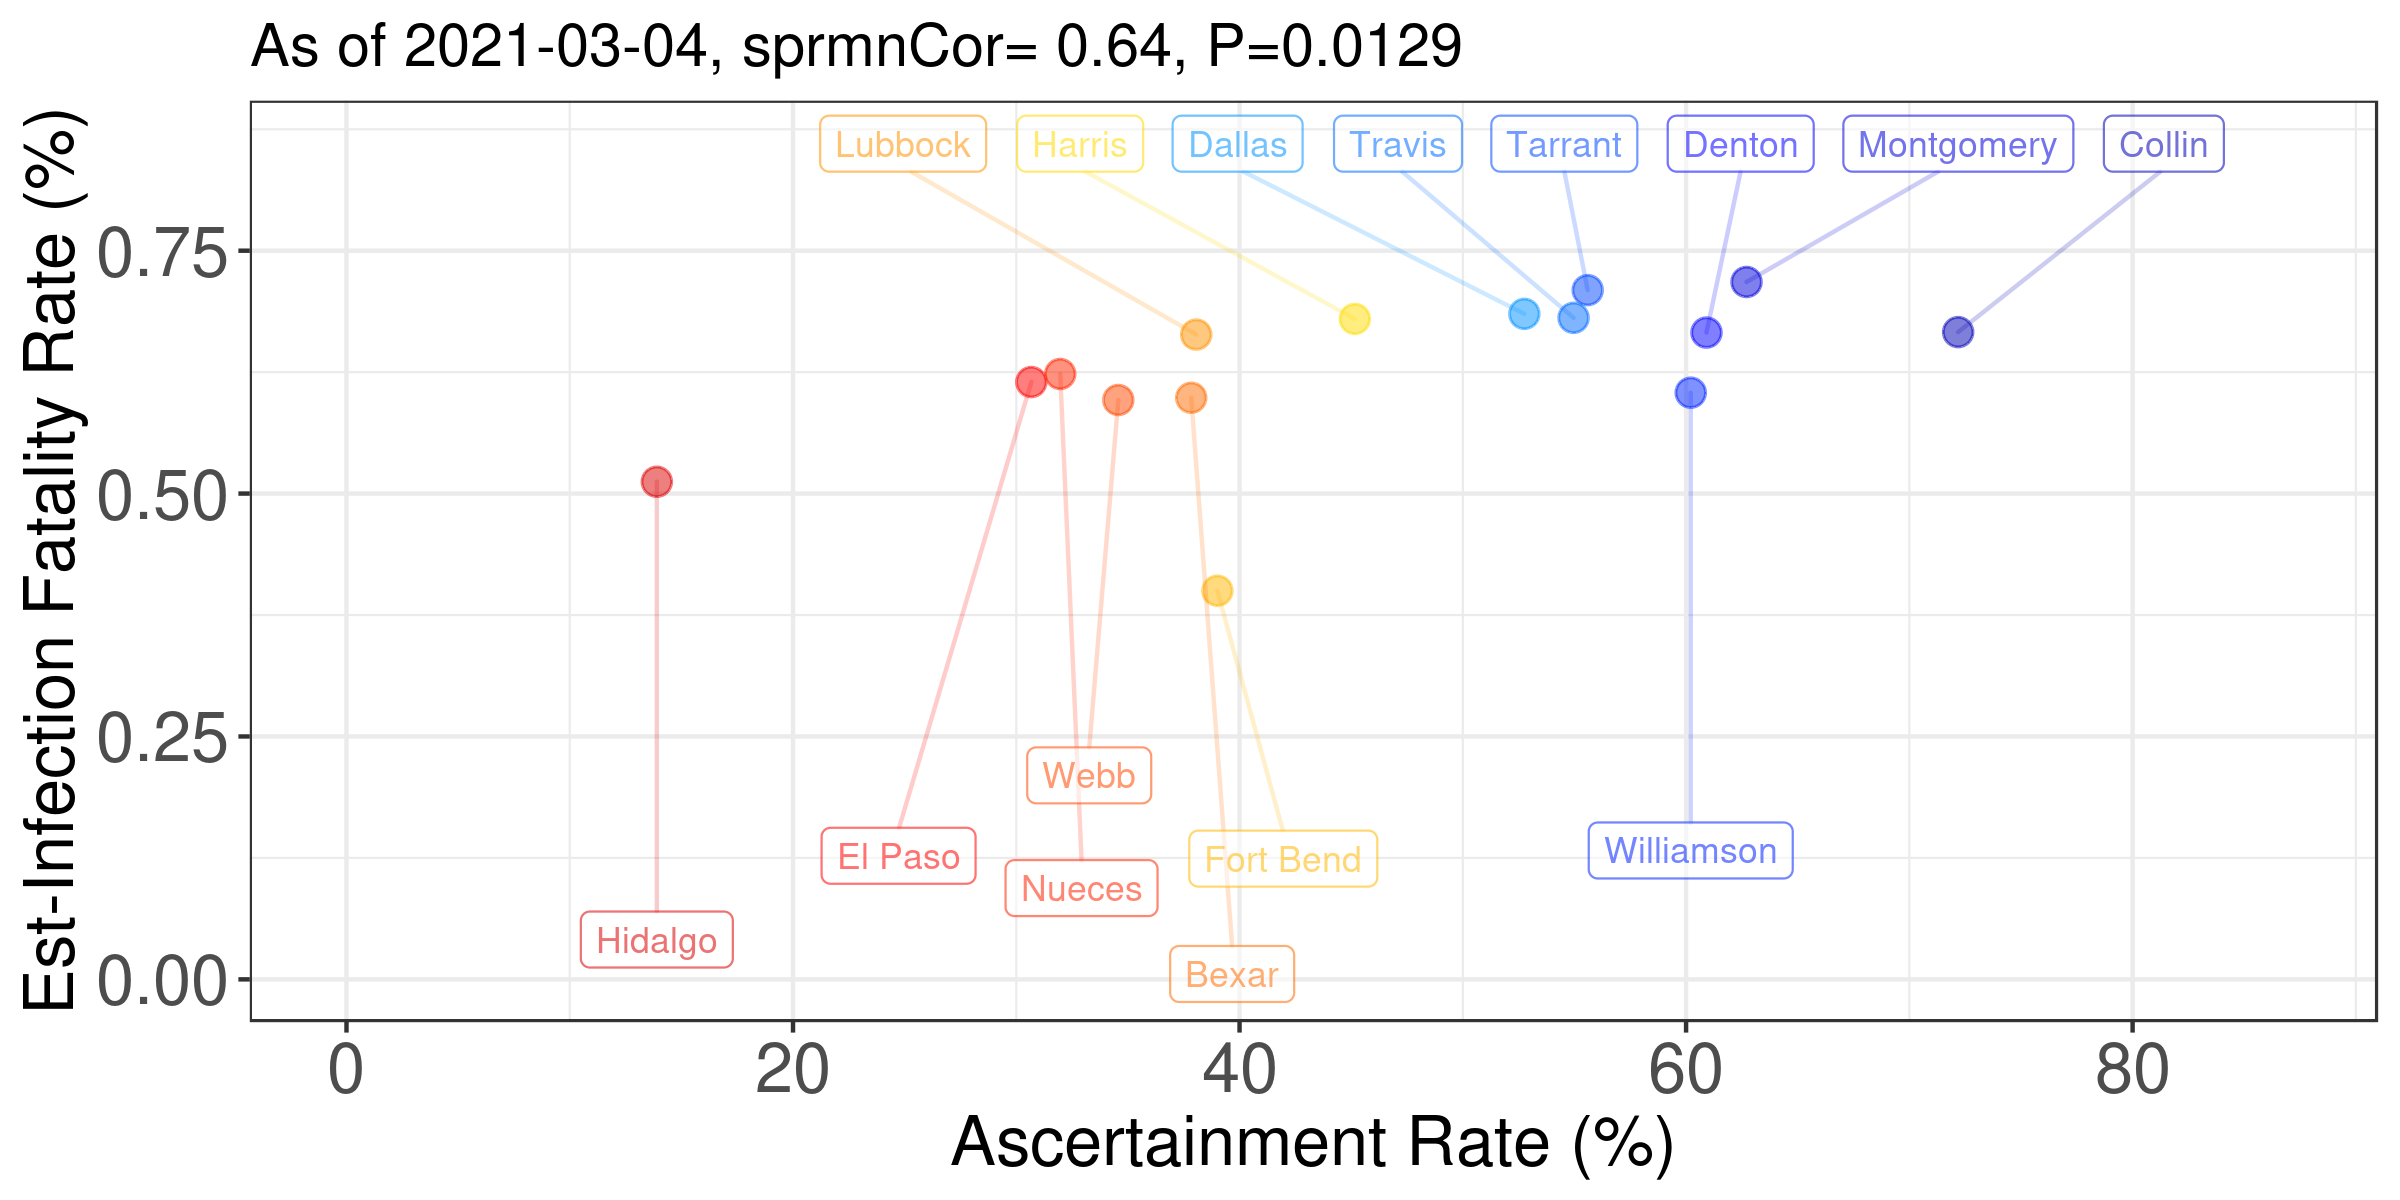 As of 2021-03-04, sprmnCor= 0.64, P=0.0129
Est-Infection Fatality Rate (%)
0.75
0.50
0.25
0.00
Lubbock
Harris
Dallas
Travis
Tarrant
Denton
Montgomery
Collin
Webb
El Paso
Nueces
Fort Bend
Williamson
Hidalgo
Bexar
0
20
40
60
80
Ascertainment Rate (%)